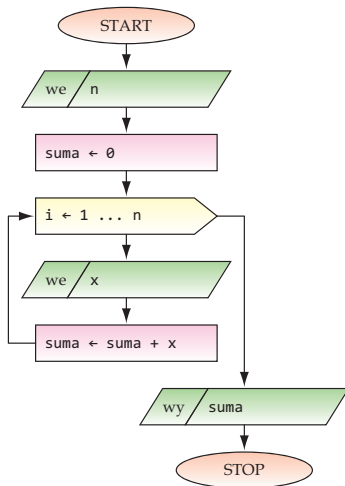 START
we n
suma ← 0
i ← 1 ... n
we x
suma ← suma + x
wy suma
STOP